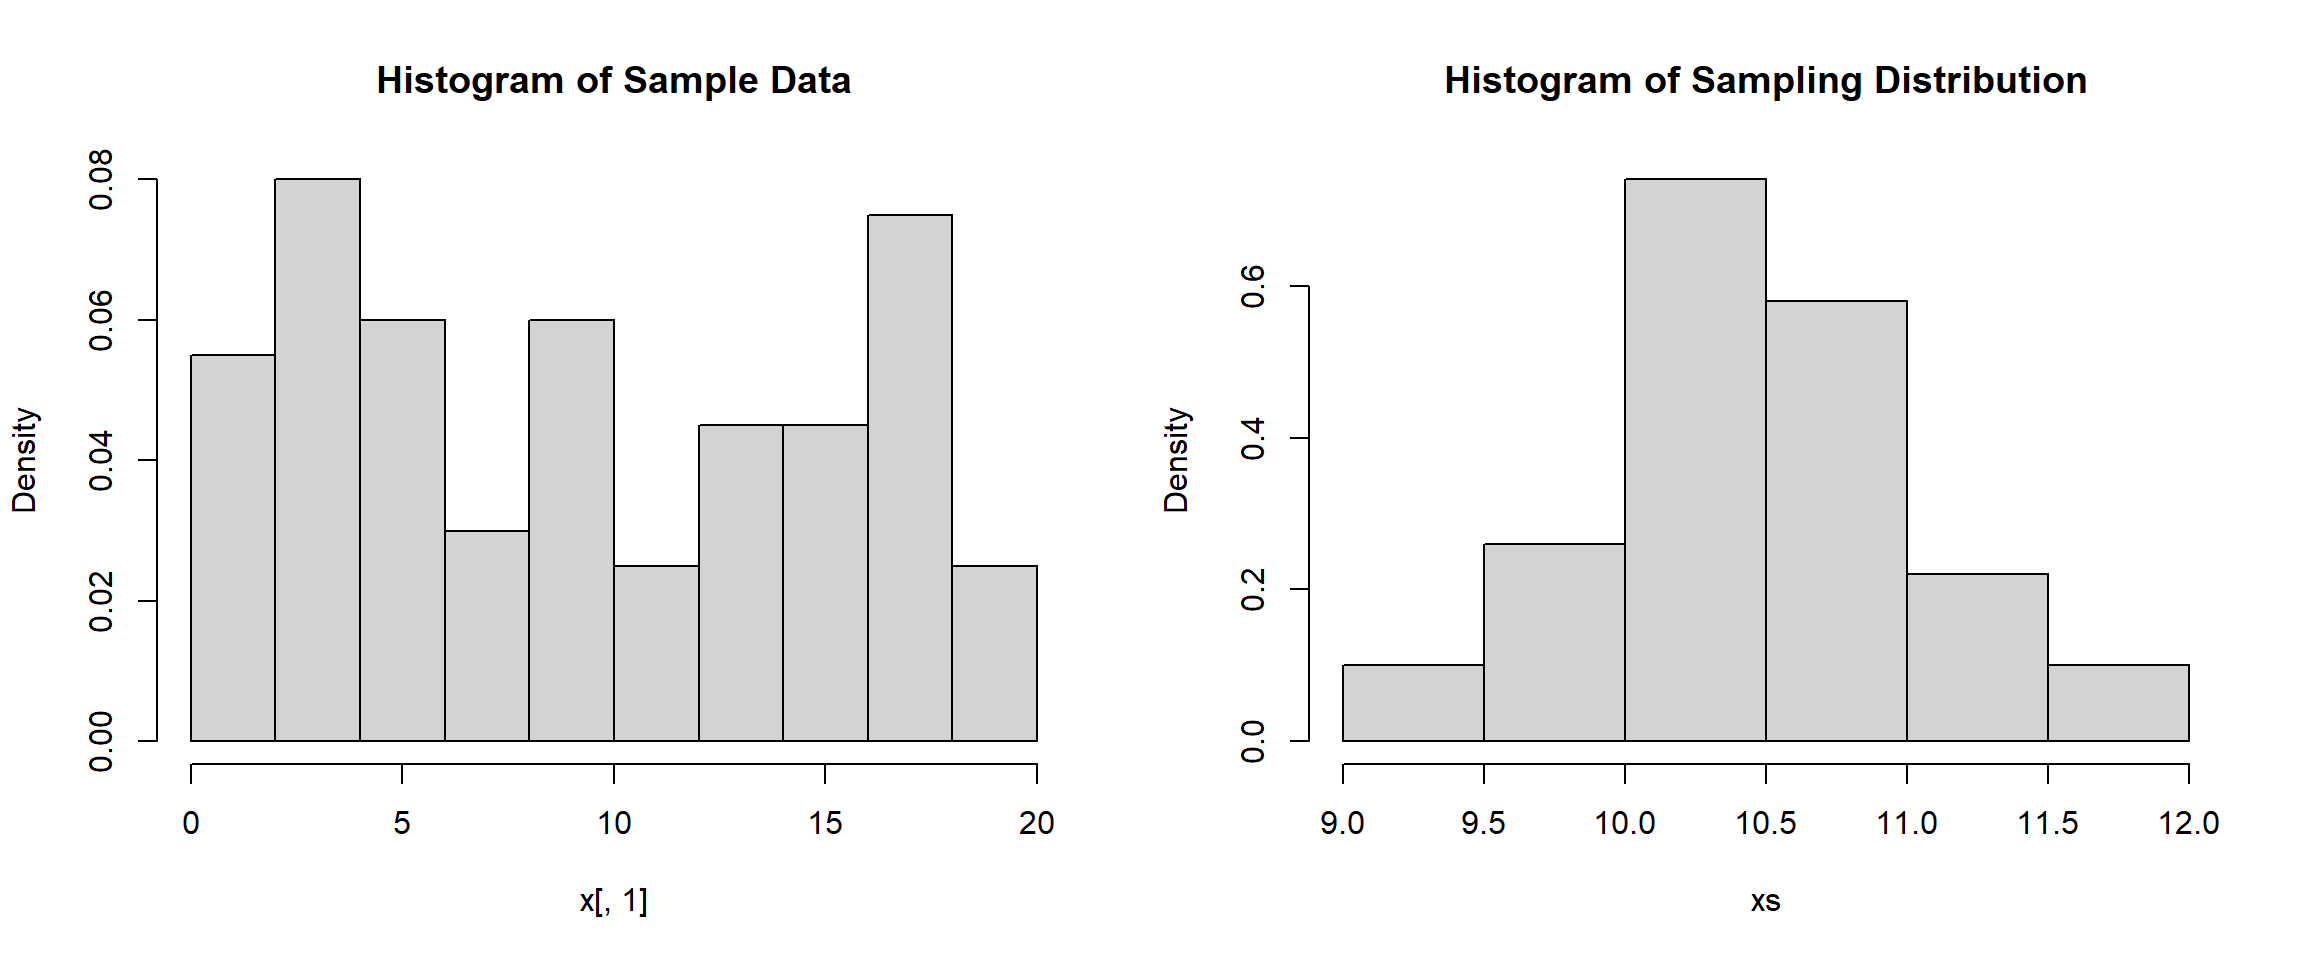 Histogram of Sample Data
Density
0.00 0.02 0.04 0.06 0.08
0 5 10 15 20
x[, 1]
Histogram of Sampling Distribution
Density
0.0 0.2 0.4 0.6
9.0 9.5 10.0 10.5 11.0 11.5 12.0
xs